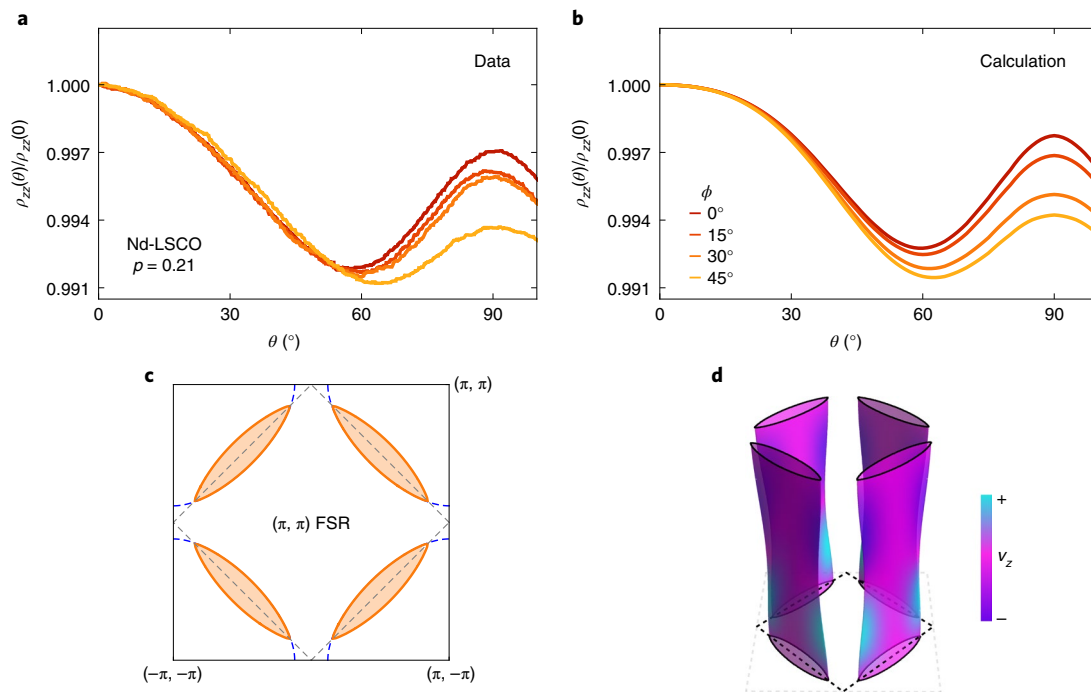 a
ρzz(θ)/ρzz(0)
1.000
0.997
0.994
0.991
Data
Nd-LSCO
p = 0.21
0
30
60
90
θ (°)
b
ρzz(θ)/ρzz(0)
1.000
0.997
0.994
0.991
Calculation
ϕ
0°
15°
30°
45°
0
30
60
90
θ (°)
c
(π, π)
(π, π) FSR
(−π, −π)
(π, −π)
d
+
vz
−